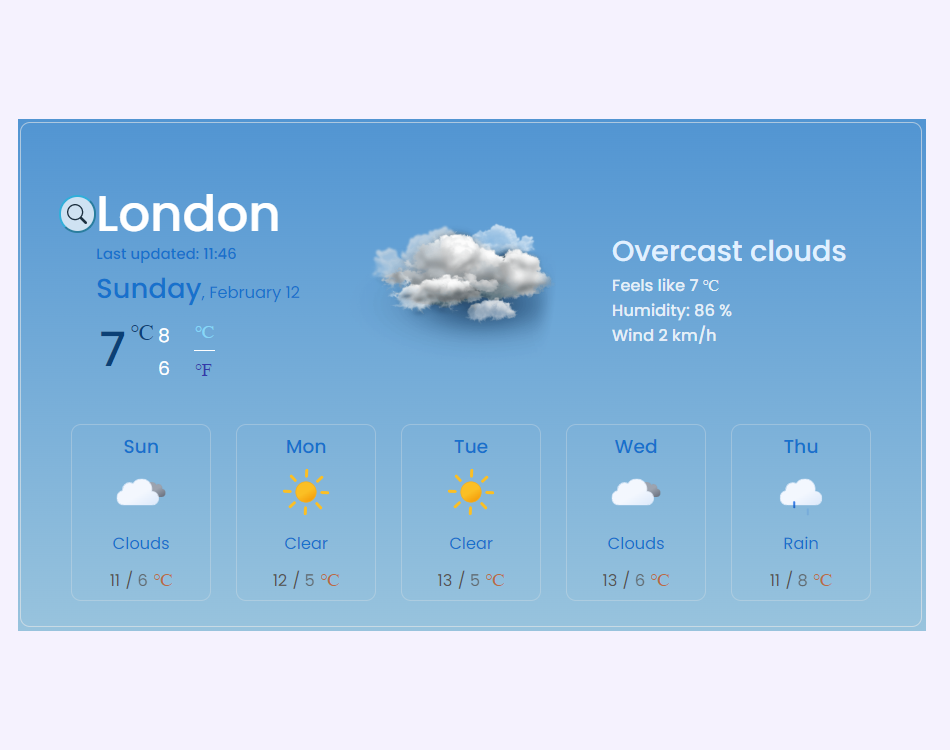 London
Last updated: 11:46
Sunday, February 12
7 °C 8 °C
6 °F
Overcast clouds
Feels like 7 °C
Humidity: 86 %
Wind 2 km/h
Sun
Clouds
11 / 6 °C
Mon
Clear
12 / 5 °C
Tue
Clear
13 / 5 °C
Wed
Clouds
13 / 6 °C
Thu
Rain
11 / 8 °C